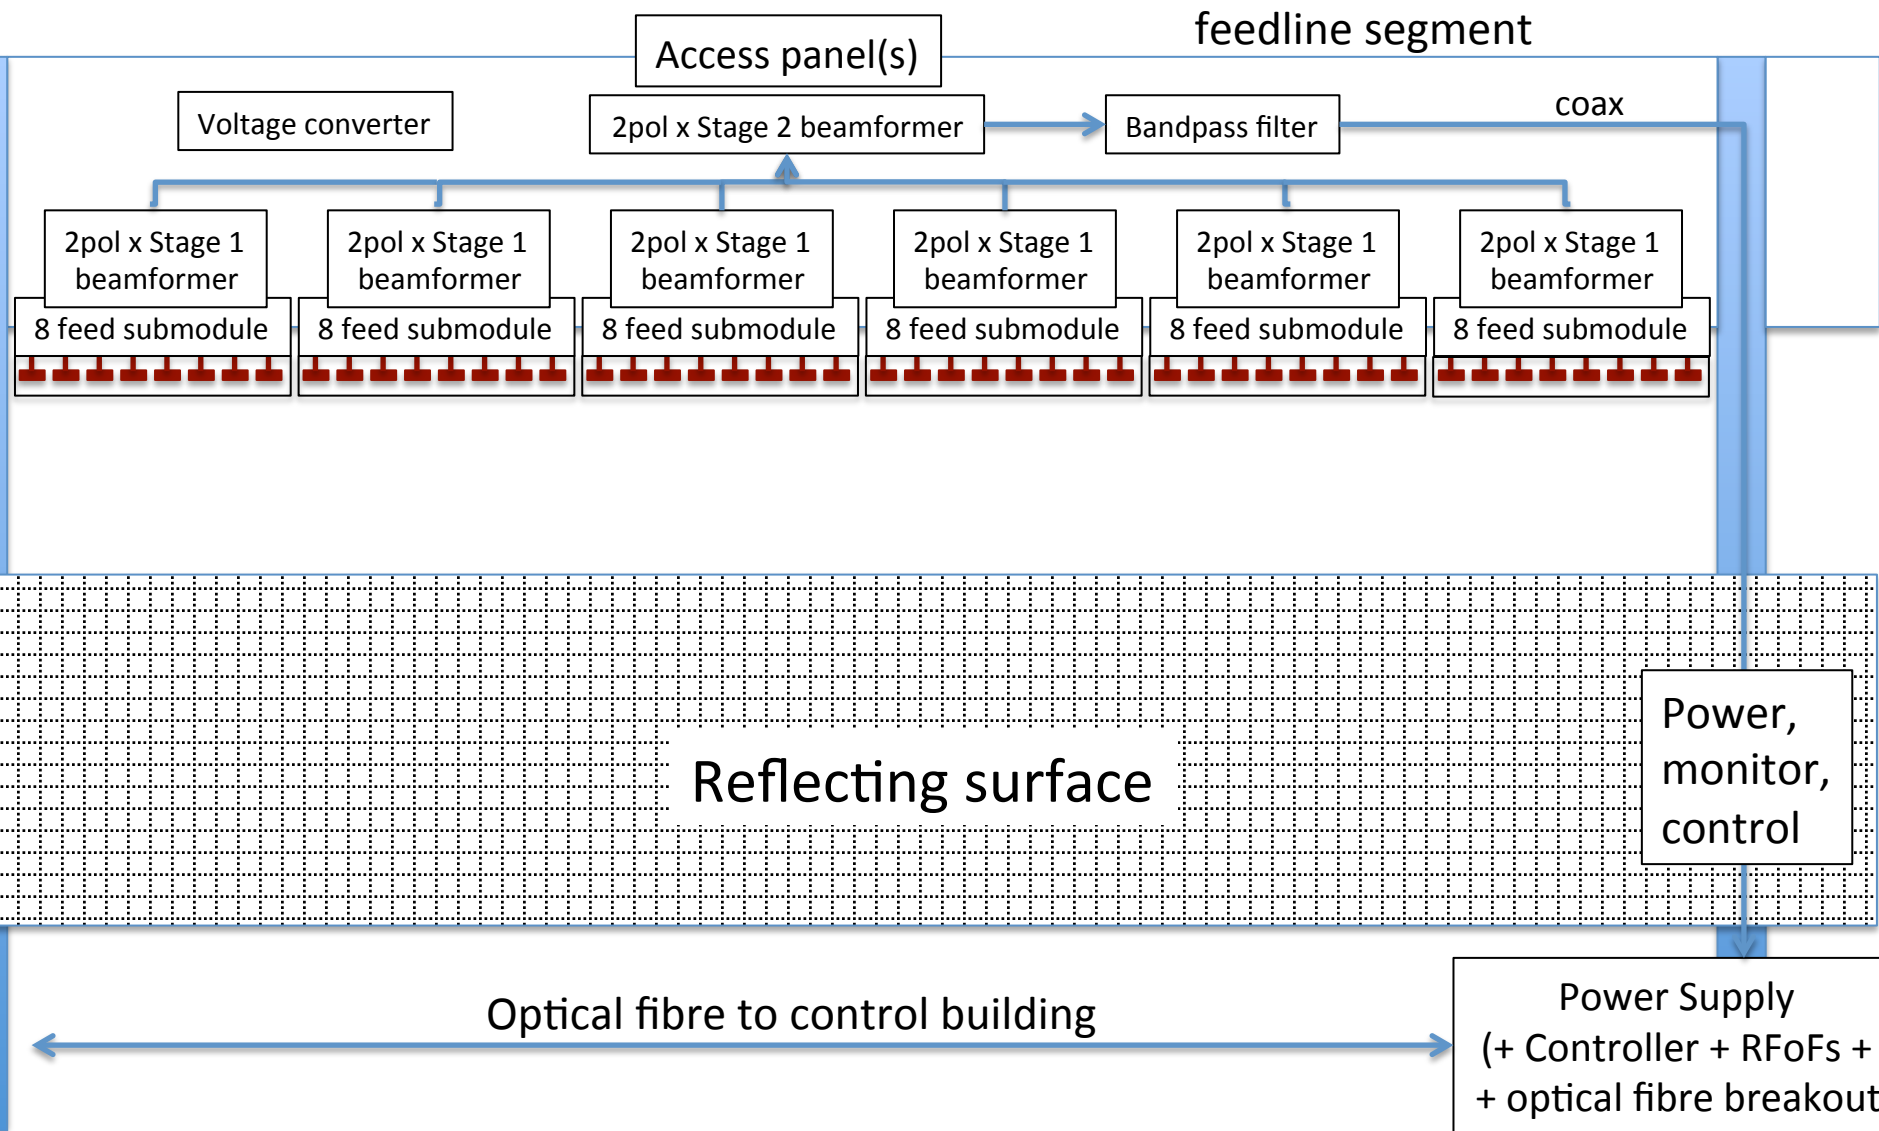 feedline segment
Access panel(s)
Voltage converter
2pol x Stage 2 beamformer
Bandpass filter
coax
2pol x Stage 1
beamformer
2pol x Stage 1
beamformer
2pol x Stage 1
beamformer
2pol x Stage 1
beamformer
2pol x Stage 1
beamformer
2pol x Stage 1
beamformer
8 feed submodule
8 feed submodule
8 feed submodule
8 feed submodule
8 feed submodule
8 feed submodule
Reflecting surface
Power,
monitor,
control
Optical fibre to control building
Power Supply
(+ Controller + RFoFs +
+ optical fibre breakout